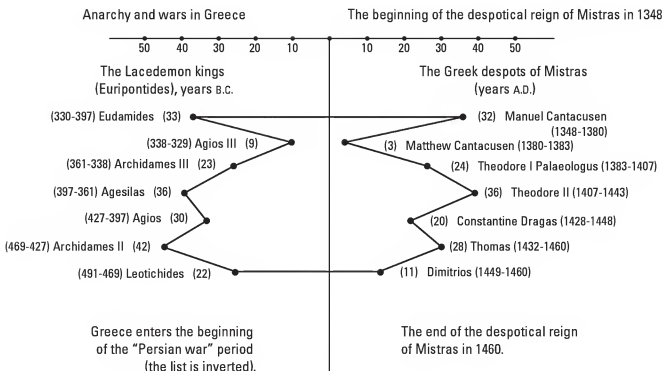 Anarchy and wars in Greece
The beginning of the despotical reign of Mistras in 1348
50 40 30 20 10 10 20 30 40 50
The Lacedemon kings
(Euripontides), years B.C.
The Greek despots of Mistras
(years A.D.)
(330-397) Eudamides (33)
(32) Manuel Cantacusen
(1348-1380)
(338-329) Agios III (9)
(3) Matthew Cantacusen (1380-1383)
(361-338) Archidames III (23)
(24) Theodore I Palaeologus (1383-1407)
(397-361) Agesilas (36)
(36) Theodore II (1407-1443)
(427-397) Agios (30)
(20) Constantine Dragas (1428-1448)
(469-427) Archidames II (42)
(28) Thomas (1432-1460)
(491-469) Leotichides (22)
(11) Dimitrios (1449-1460)
Greece enters the beginning
of the “Persian war” period
(the list is inverted).
The end of the despotical reign
of Mistras in 1460.